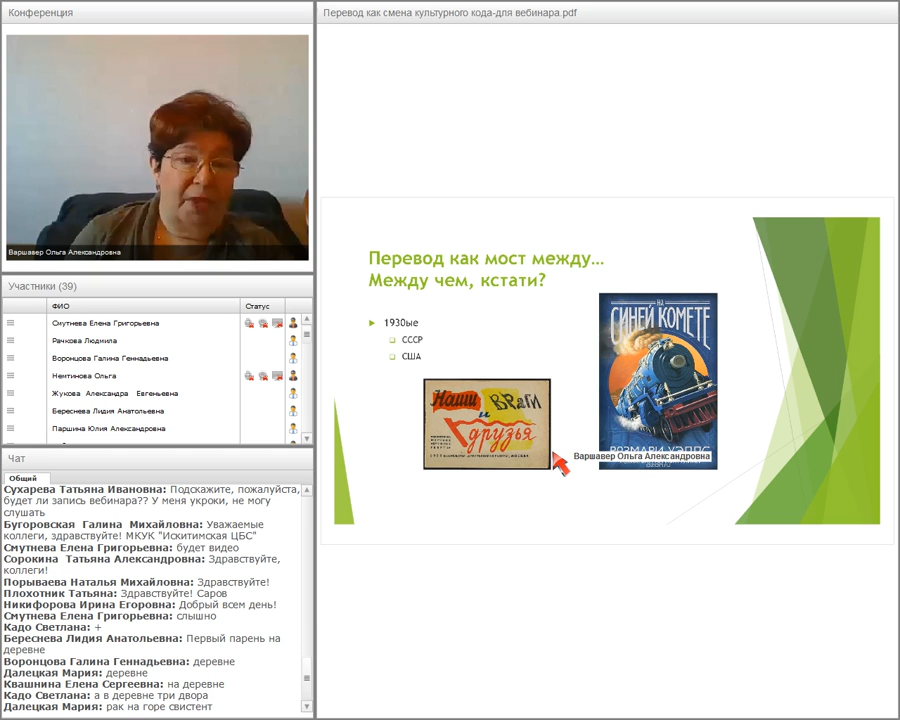 Конференция
Варшавер Ольга Александровна
Участники (39)
ФИО
Статус
Смутнева Елена Григорьевна
Рачкова Людмила
Воронцова Галина Геннадьевна
Немтинова Ольга
Жукова Александра Евгеньевна
Береснева Лидия Анатольевна
Паршина Юлия Александровна
Чат
Общий
Сухарева Татьяна Ивановна: Подскажите, пожалуйста,
будет ли запись вебинара?? У меня укроки, не могу
слушать
Бугоровская Галина Михайловна: Уважаемые
коллеги, здравствуйте! МКУК "Искитимская ЦБС"
Смутнева Елена Григорьевна: будет видео
Сорокина Татьяна Александровна: Здравствуйте,
коллеги!
Порываева Наталья Михайловна: Здравствуйте!
Плохотник Татьяна: Здравствуйте! Саров
Никифорова Ирина Егоровна: Добрый всем день!
Смутнева Елена Григорьевна: слышно
Кадо Светлана: +
Береснева Лидия Анатольевна: Первый парень на
деревне
Воронцова Галина Геннадьевна: деревне
Далецкая Мария: деревне
Квашнина Елена Сергеевна: на деревне
Кадо Светлана: а в деревне три двора
Далецкая Мария: рак на горе свистент
Перевод как смена культурного кода-для вебинара.pdf
Перевод как мост между...
Между чем, кстати?
1930ые
СССР
США
Наши ВРаГИ
и
друзья
НА
СИНЕЙ КОМЕТЕ
РОЗМАРИ УЭЛЛС
Варшавер Ольга Александровна